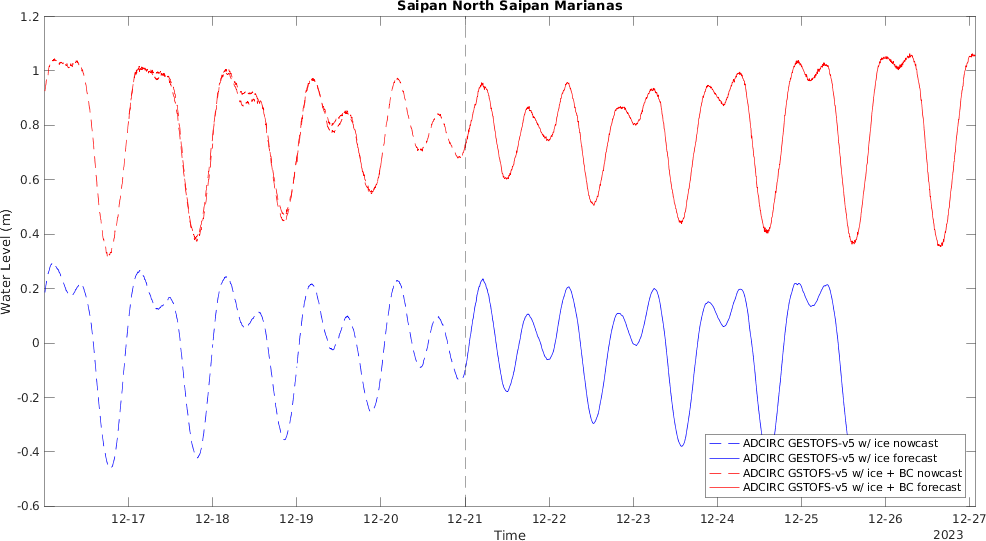 Saipan North Saipan Marianas
1.2
1
0.8
0.6
0.4
0.2
0
-0.2
-0.4
-0.6
Water Level (m)
ADCIRC GESTOFS-v5 w/ ice nowcast
ADCIRC GESTOFS-v5 w/ ice forecast
ADCIRC GSTOFS-v5 w/ ice + BC nowcast
ADCIRC GSTOFS-v5 w/ ice + BC forecast
12-17 12-18 12-19 12-20 12-21 12-22 12-23 12-24 12-25 12-26 12-27
Time
2023